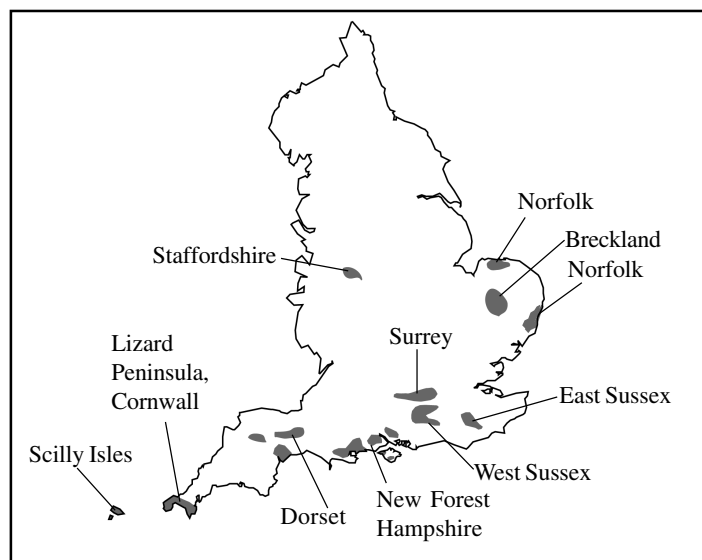 Norfolk
Breckland
Norfolk
Staffordshire
Surrey
Lizard
Peninsula,
Cornwall
East Sussex
Scilly Isles
West Sussex
New Forest
Hampshire
Dorset